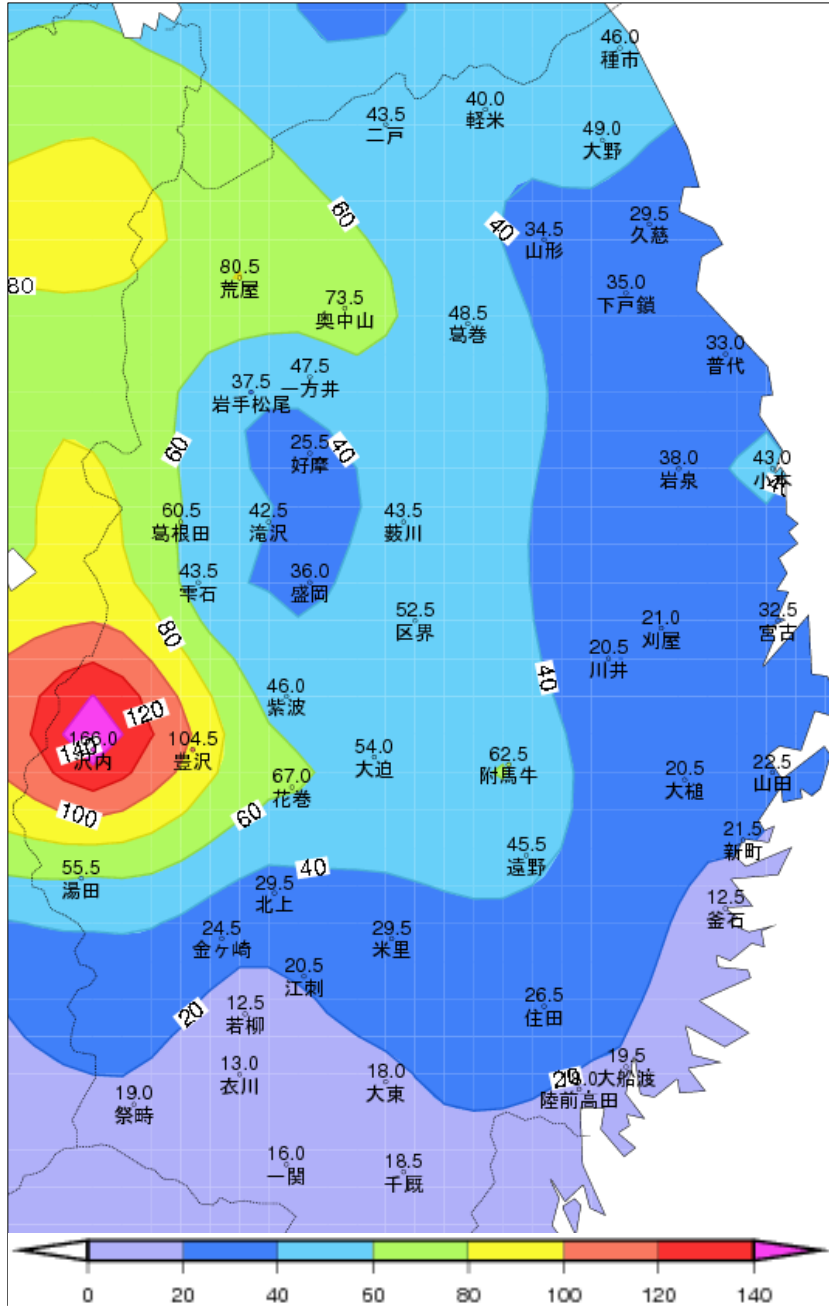 46.0
種市
40.0
軽米
43.5
二戸
49.0
大野
60
40
29.5
久慈
34.5
山形
80.5
荒屋
80
35.0
下戸鎖
73.5
奥中山
48.5
葛巻
33.0
普代
47.5
一方井
37.5
岩手松尾
60
40
25.5
好摩
38.0
岩泉
43.0
小本
60.5
葛根田
42.5
滝沢
43.5
薮川
43.5
雫石
36.0
盛岡
52.5
区界
80
21.0
刈屋
32.5
宮古
20.5
川井
40
46.0
紫波
120
166.0
沢内
140
104.5
豊沢
54.0
大迫
62.5
附馬牛
67.0
花巻
20.5
大槌
22.5
山田
100
60
21.5
新町
45.5
遠野
55.5
湯田
40
29.5
北上
12.5
釜石
24.5
金ケ崎
29.5
米里
20.5
江刺
20
12.5
若柳
26.5
住田
13.0
衣川
18.0
大東
20
陸前高田
19.5
大船渡
19.0
祭畤
16.0
一関
18.5
千厩
0 20 40 60 80 100 120 140